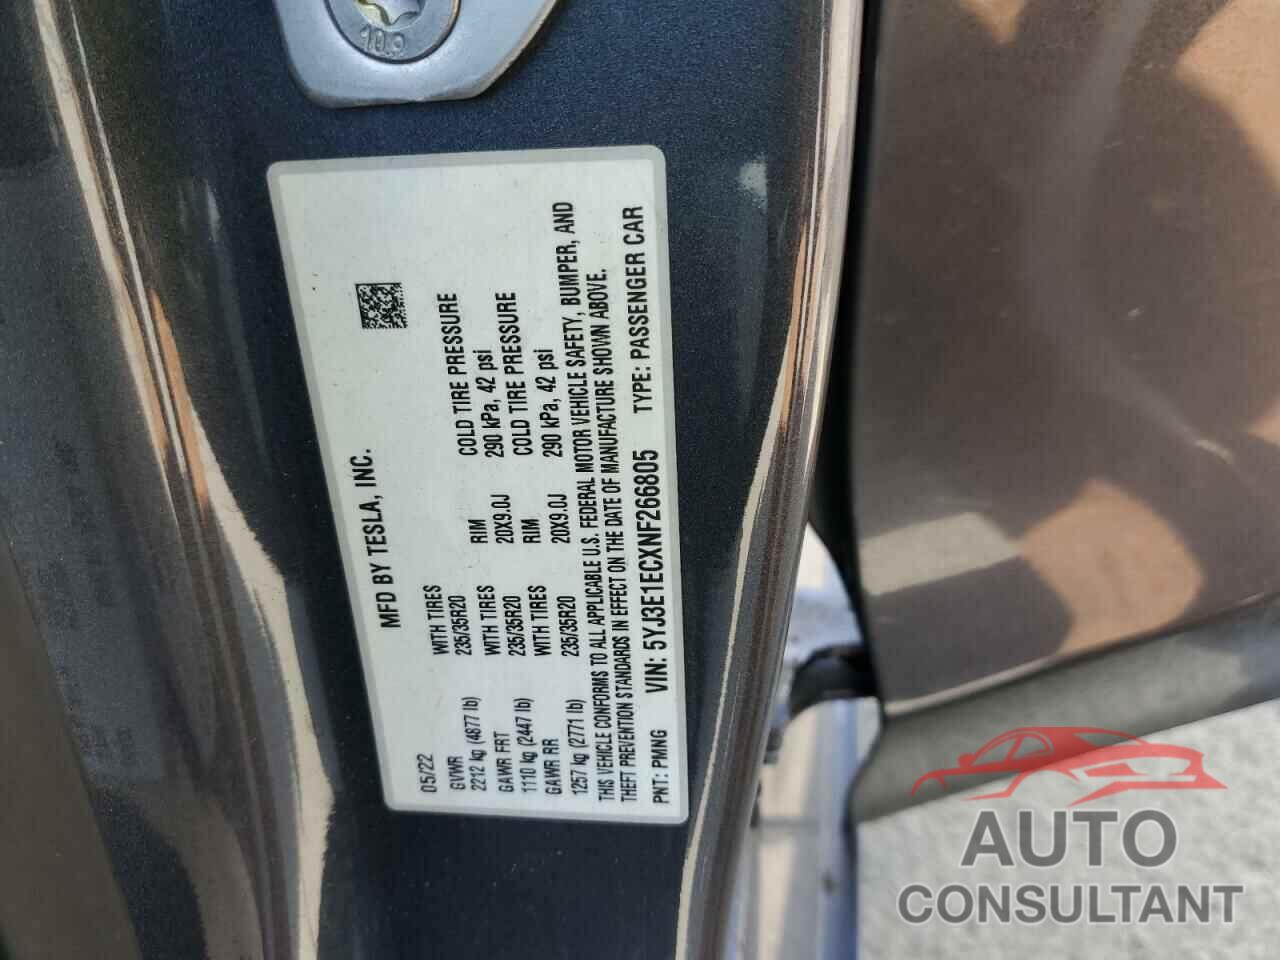 10.9
MFD BY TESLA, INC.
05/22
GVWR WITH TIRES RIM COLD TIRE PRESSURE
2212 kg (4877 lb) 235/35R20 20X9.0J 290 kPa, 42 psi
GAWR FRT WITH TIRES RIM COLD TIRE PRESSURE
1110 kg (2447 lb) 235/35R20 20X9.0J 290 kPa, 42 psi
GAWR RR WITH TIRES
1257 kg (2771 lb) 235/35R20
THIS VEHICLE CONFORMS TO ALL APPLICABLE U.S. FEDERAL MOTOR VEHICLE SAFETY, BUMPER, AND
THEFT PREVENTION STANDARDS IN EFFECT ON THE DATE OF MANUFACTURE SHOWN ABOVE.
PNT: PMNG VIN: 5YJ3E1ECXNF266805 TYPE: PASSENGER CAR
AUTO
CONSULTANT